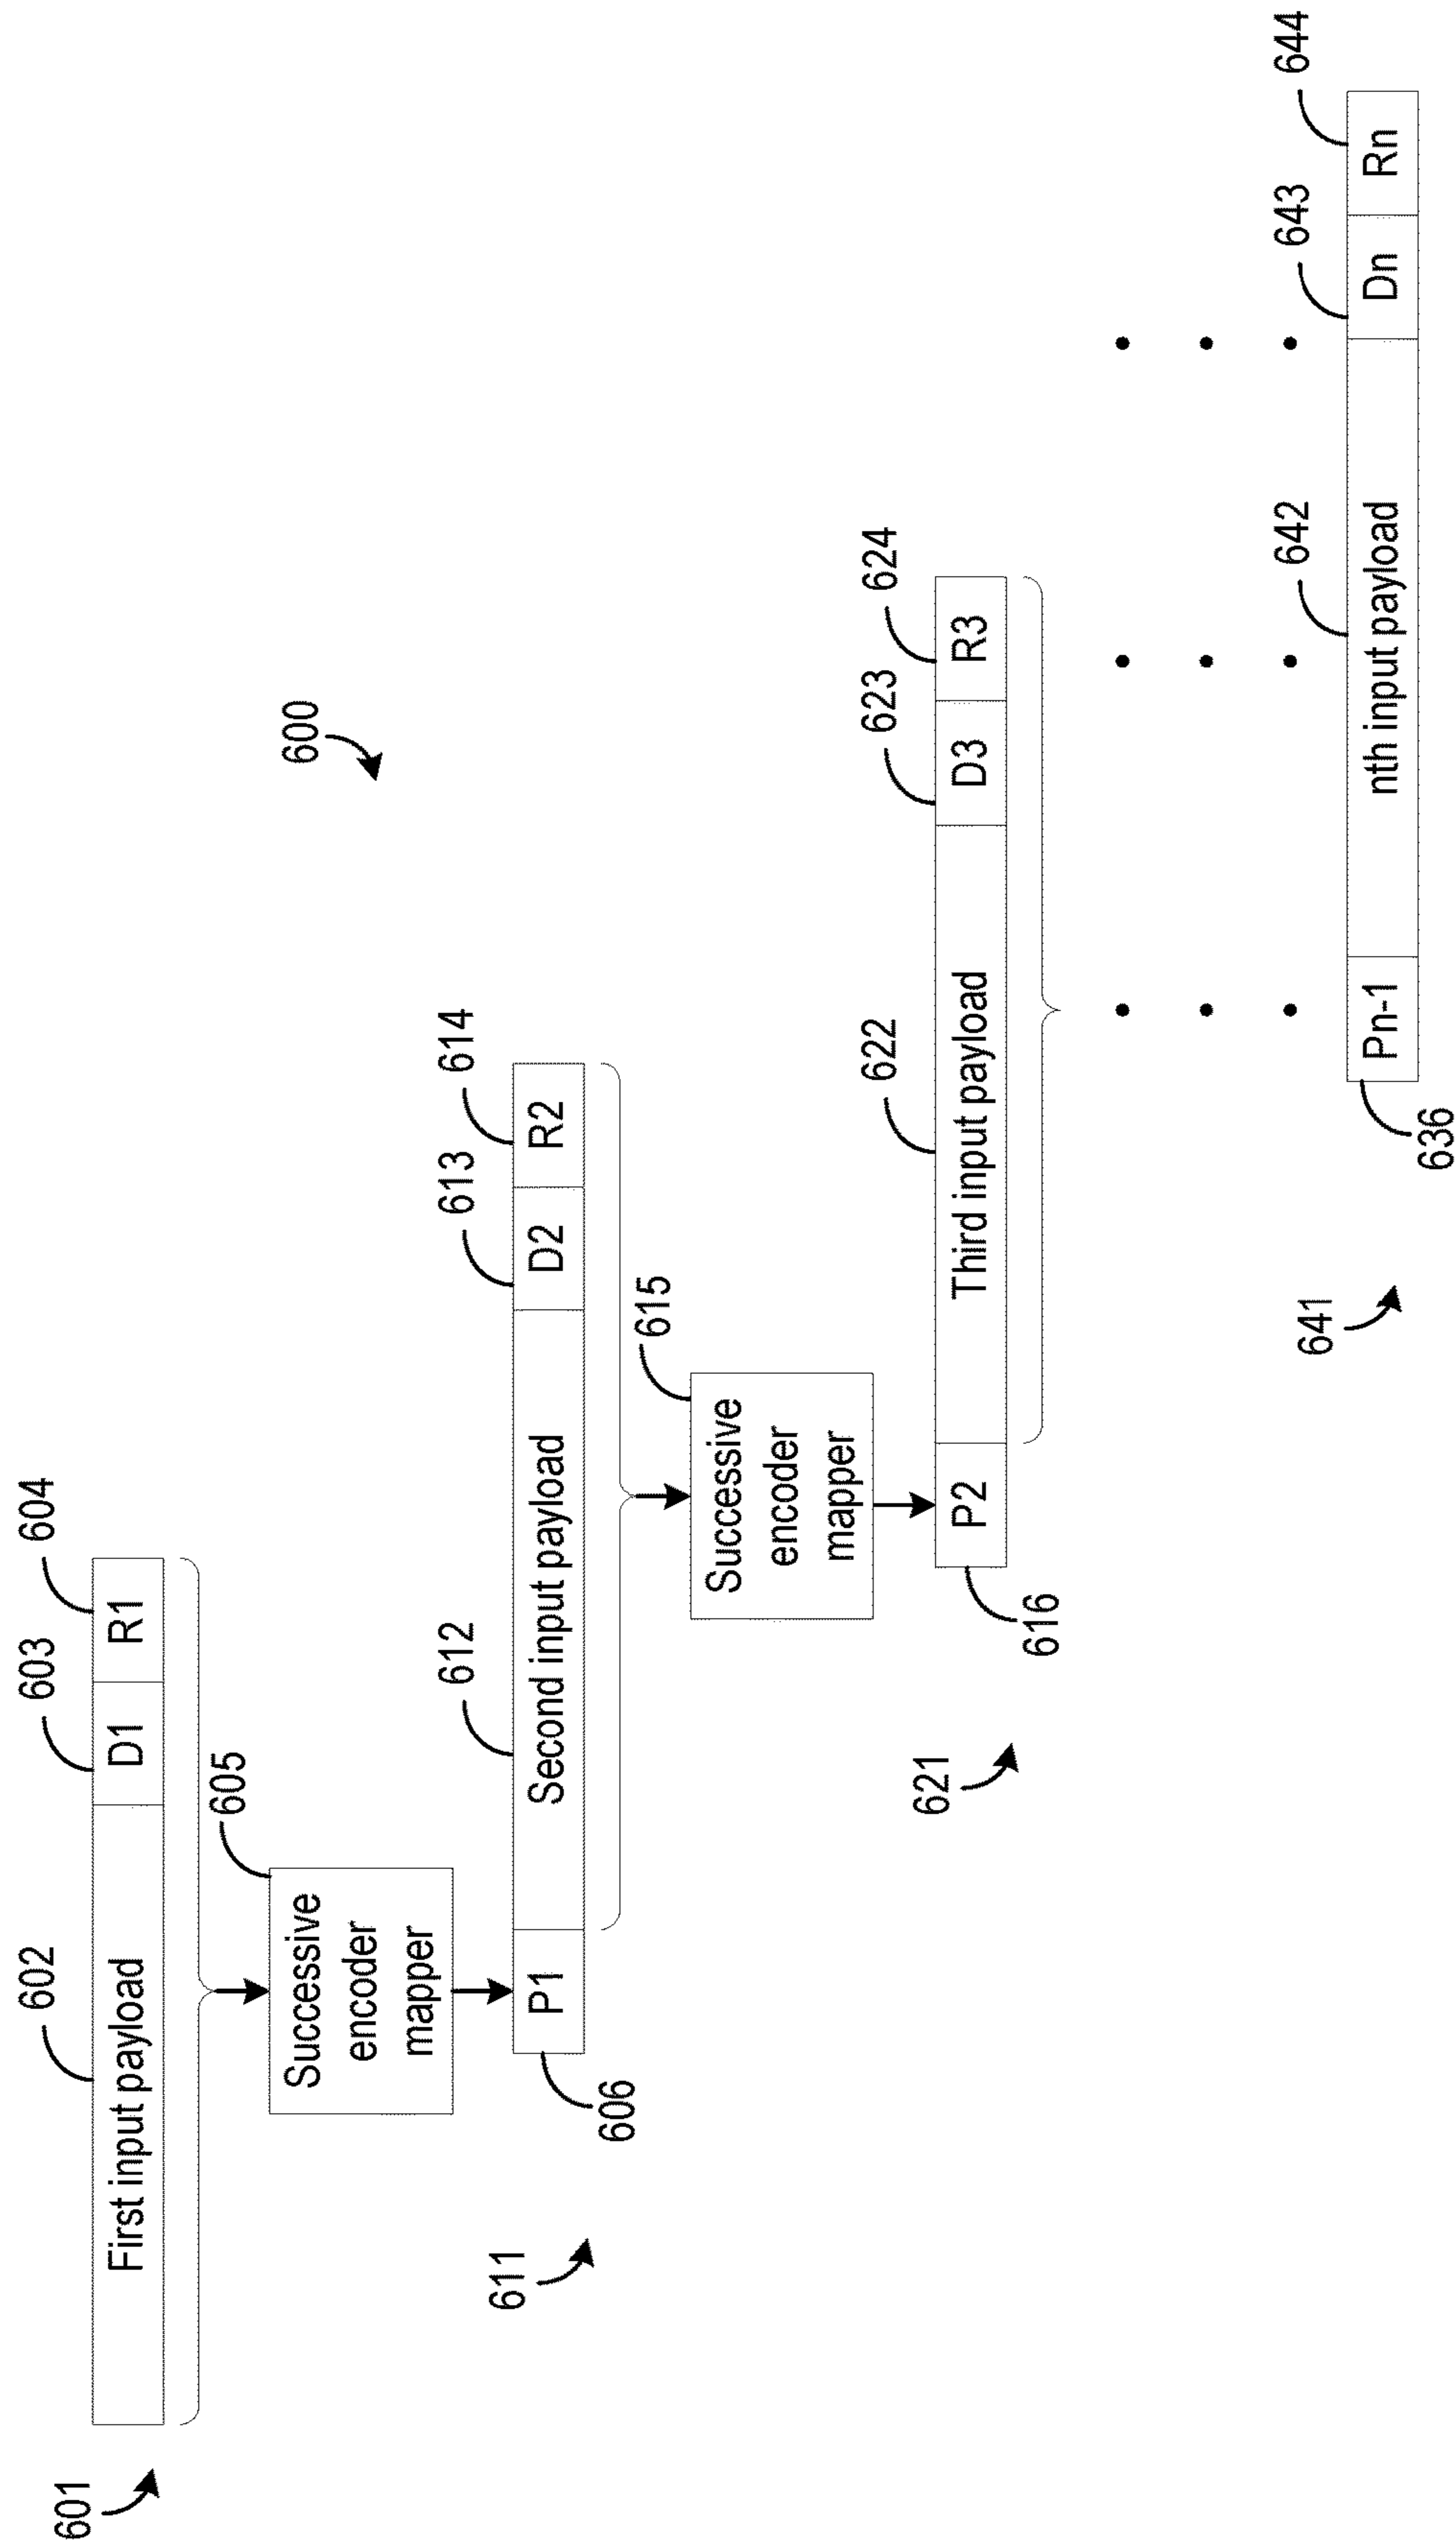 600
601
602
603
604
First input payload
D1
R1
605
Successive
encoder
mapper
606
611
612
613
614
P1
Second input payload
D2
R2
615
Successive
encoder
mapper
616
621
622
623
624
P2
Third input payload
D3
R3
636
641
642
643
644
Pn-1
nth input payload
Dn
Rn